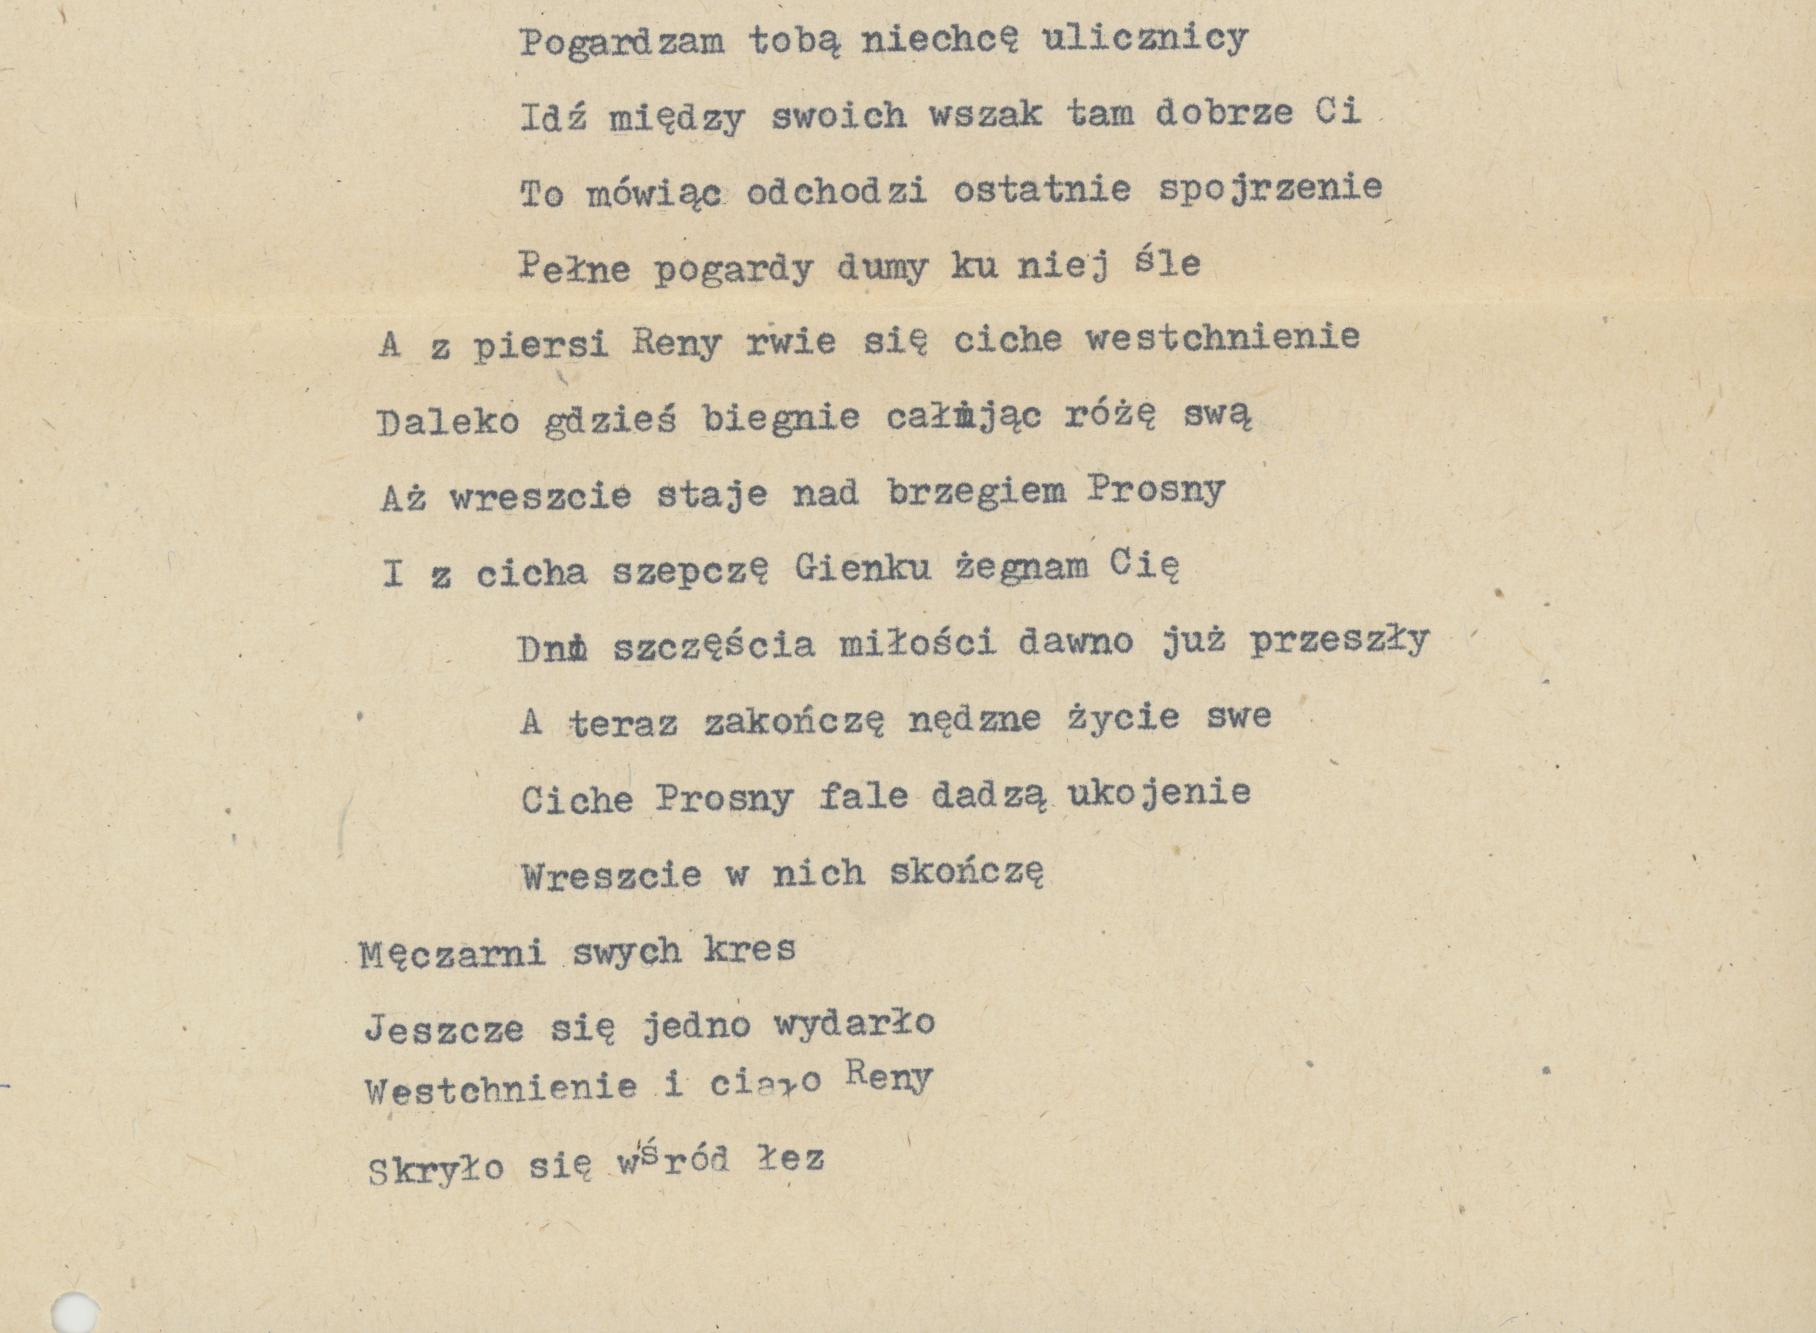 Pogardzam tobą niechcę ulicznicy
Idź między swoich wszak tam dobrze Ci
To mówiąc odchodzi ostatnie spojrzenie
Pełne pogardy dumy ku niej śle
A z piersi Reny rwie się ciche westchnienie
Daleko gdzieś biegnie całując różę swą
Aż wreszcie staje nad brzegiem Prosny
I z cicha szepczę Gienku żegnam Cię
Dni szczęścia miłości dawno już przeszły
A teraz zakończę nędzne życie swe
Ciche Prosny fale dadzą ukojenie
Wreszcie w nich skończę
Męczarni swych kres
Jeszcze się jedno wydarło
Westchnienie i ciało Reny
Skryło się wśród łez